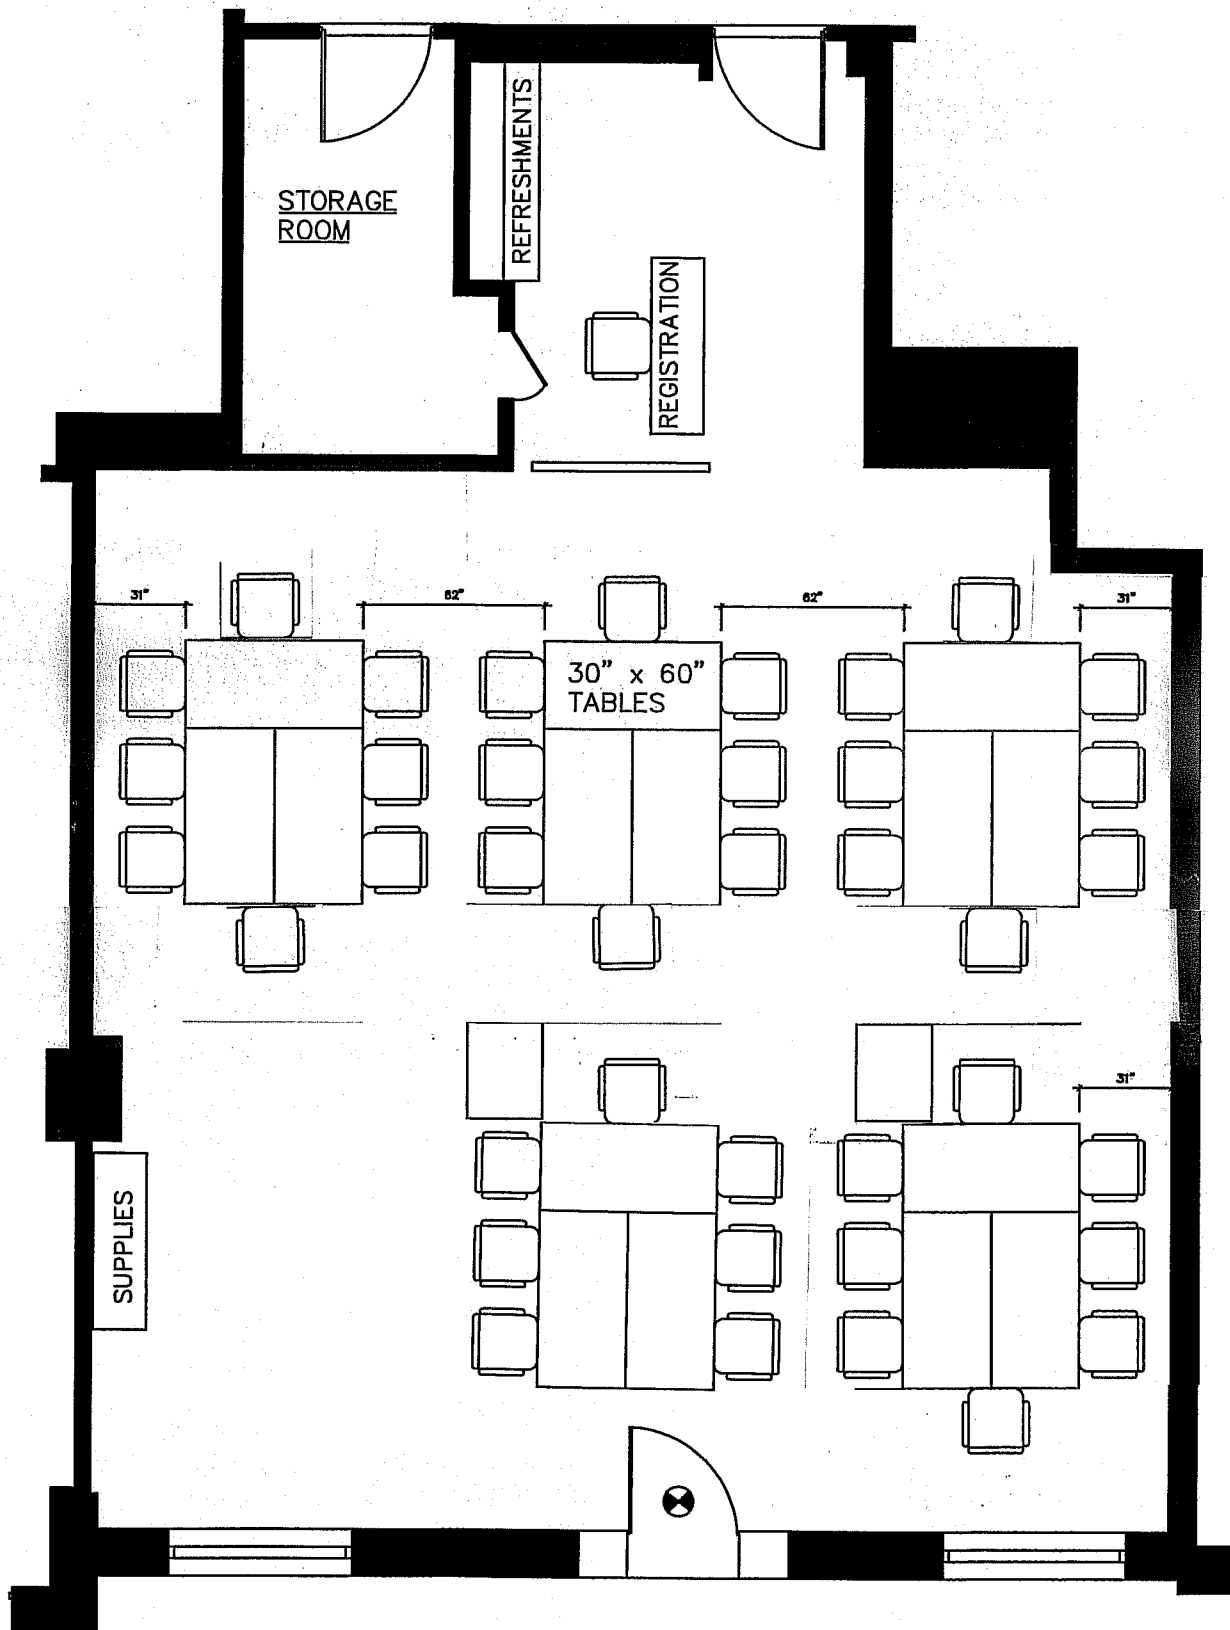 REFRESHMENTS
STORAGE
ROOM
REGISTRATION
31"
62"
62"
31"
30" x 60"
TABLES
31"
SUPPLIES